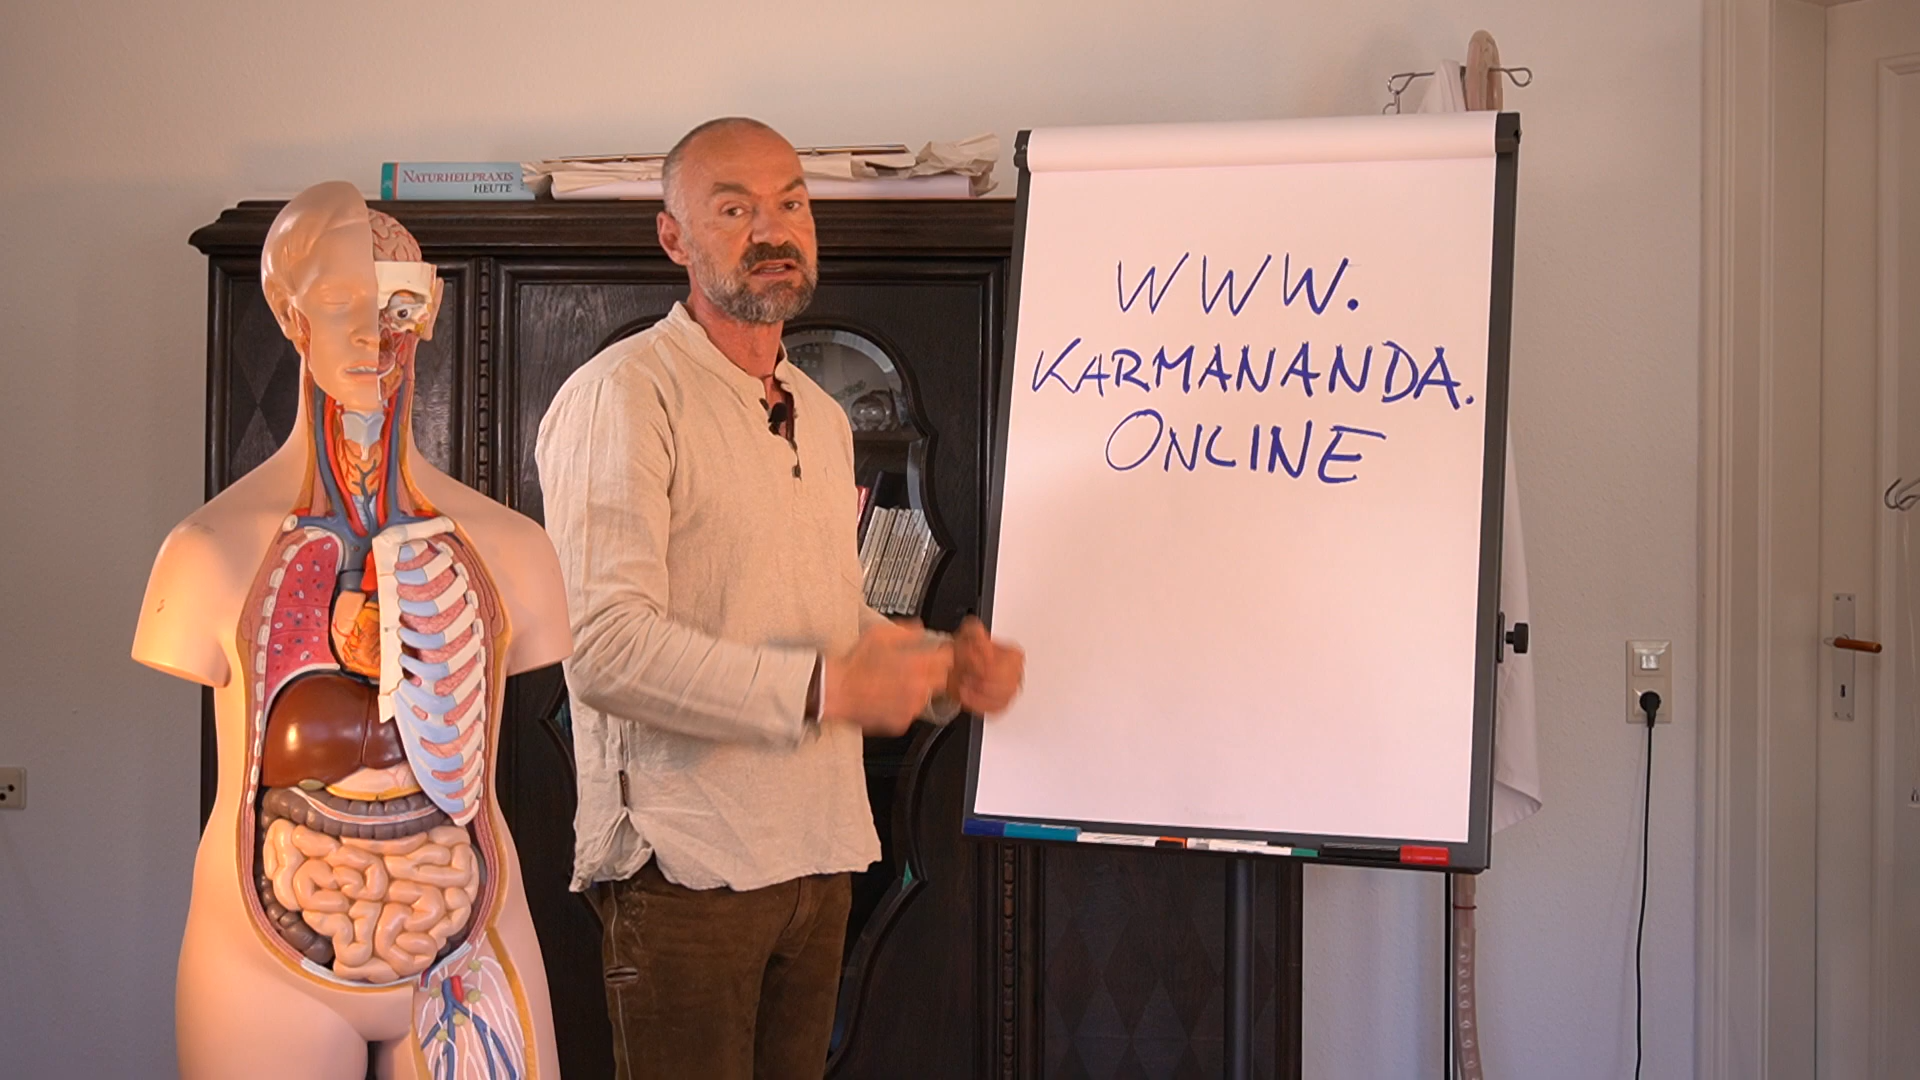 NATURHEILPRAXIS
HEUTE
WWW.
KARMANANDA.
ONLINE